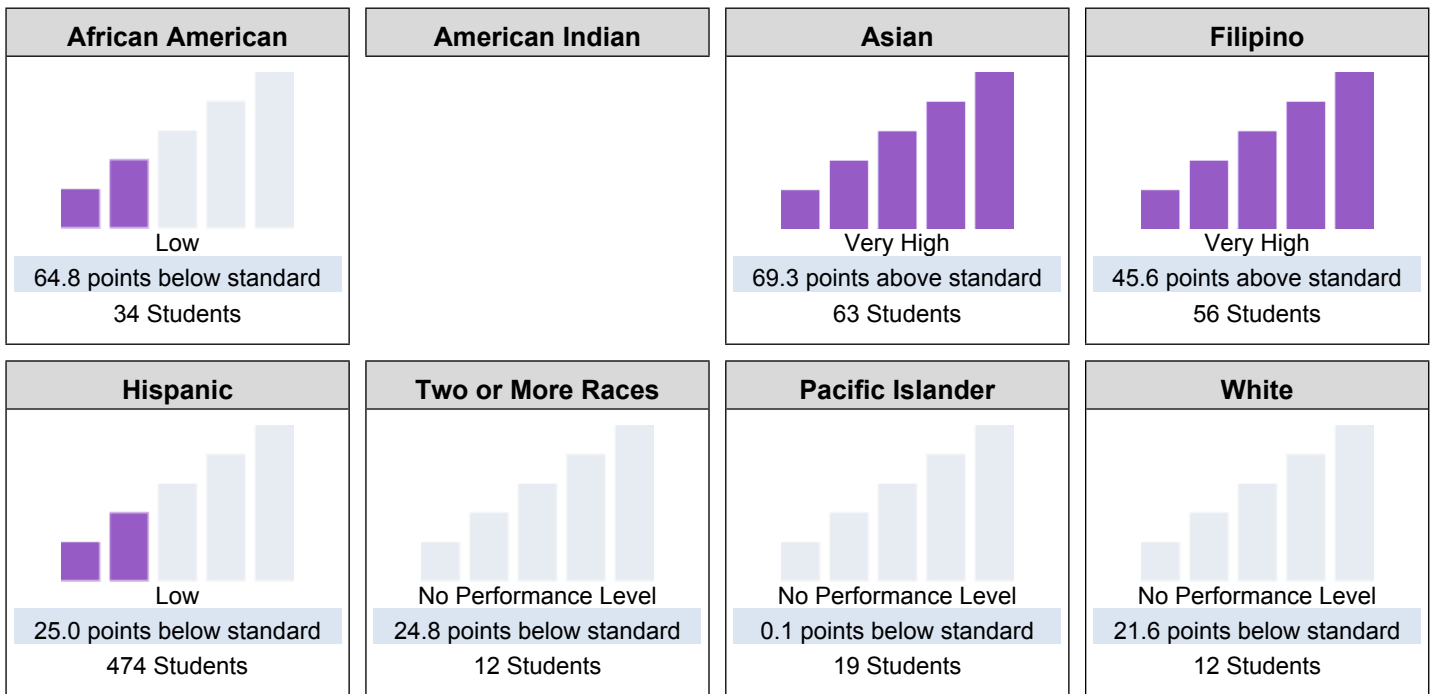 African American
Low
64.8 points below standard
34 Students
American Indian
Asian
Very High
69.3 points above standard
63 Students
Filipino
Very High
45.6 points above standard
56 Students
Hispanic
Low
25.0 points below standard
474 Students
Two or More Races
No Performance Level
24.8 points below standard
12 Students
Pacific Islander
No Performance Level
0.1 points below standard
19 Students
White
No Performance Level
21.6 points below standard
12 Students